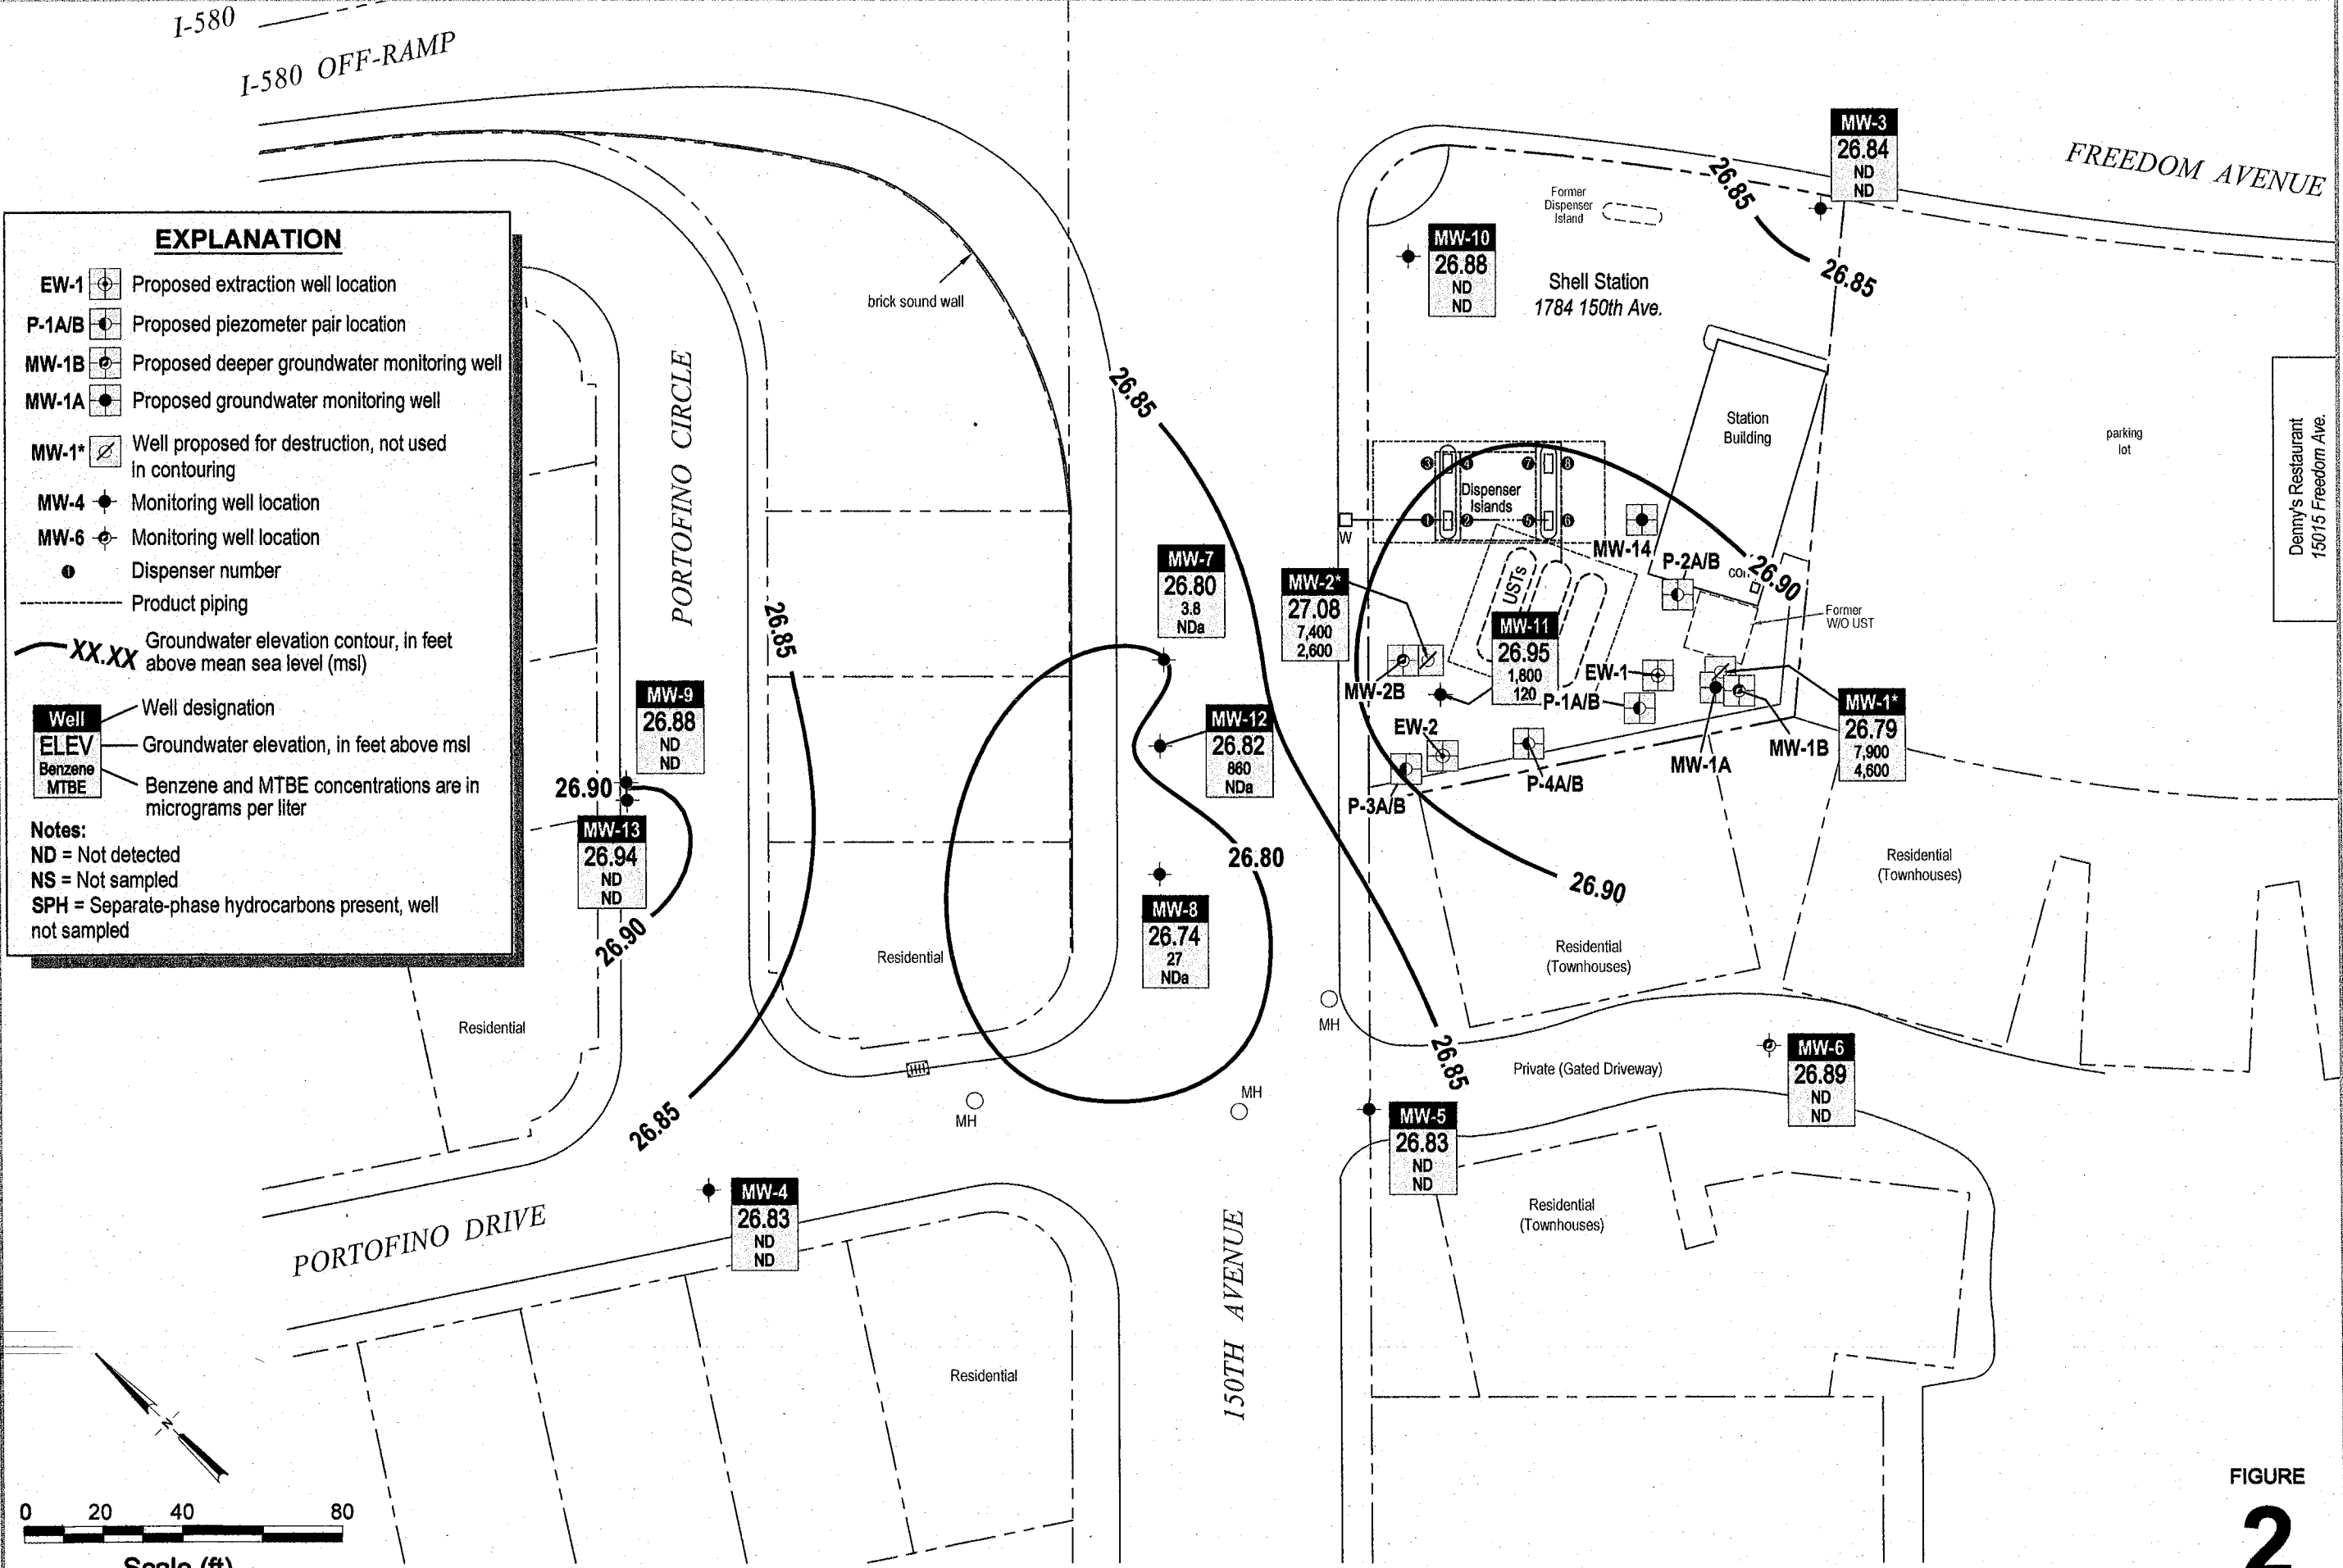 I-580
I-580 OFF-RAMP
FREEDOM AVENUE
EXPLANATION
EW-1 Proposed extraction well location
P-1A/B Proposed piezometer pair location
MW-1B Proposed deeper groundwater monitoring well
MW-1A Proposed groundwater monitoring well
MW-1* Well proposed for destruction, not used
in contouring
MW-4 Monitoring well location
MW-6 Monitoring well location
1 Dispenser number
Product piping
XX.XX Groundwater elevation contour, in feet
above mean sea level (msl)
Well
ELEV
Benzene
MTBE
Well designation
Groundwater elevation, in feet above msl
Benzene and MTBE concentrations are in
micrograms per liter
Notes:
ND = Not detected
NS = Not sampled
SPH = Separate-phase hydrocarbons present, well
not sampled
PORTOFINO CIRCLE
brick sound wall
MW-3
26.84
ND
ND
26.85
26.85
MW-10
26.88
ND
ND
Former
Dispenser
Island
Shell Station
1784 150th Ave.
Station
Building
parking
lot
Denny's Restaurant
15015 Freedom Ave.
26.85
3
4
7
8
Dispenser
Islands
1
2
5
6
W
USTs
MW-14
P-2A/B
26.90
Former
W/O UST
MW-7
26.80
3.8
NDa
MW-2*
27.08
7,400
2,600
MW-11
26.95
1,800
120
MW-2B
EW-1
P-1A/B
EW-2
P-3A/B
P-4A/B
MW-1A
MW-1B
MW-1*
26.79
7,900
4,600
26.85
MW-9
26.88
ND
ND
26.90
MW-13
26.94
ND
ND
26.90
MW-12
26.82
860
NDa
26.80
MW-8
26.74
27
NDa
26.90
Residential
(Townhouses)
Residential
(Townhouses)
Residential
Residential
MH
MH
MH
26.85
26.85
Private (Gated Driveway)
MW-6
26.89
ND
ND
MW-5
26.83
ND
ND
MW-4
26.83
ND
ND
Residential
(Townhouses)
PORTOFINO DRIVE
150TH AVENUE
Residential
N
0 20 40 80
Scale (ft)
FIGURE
2